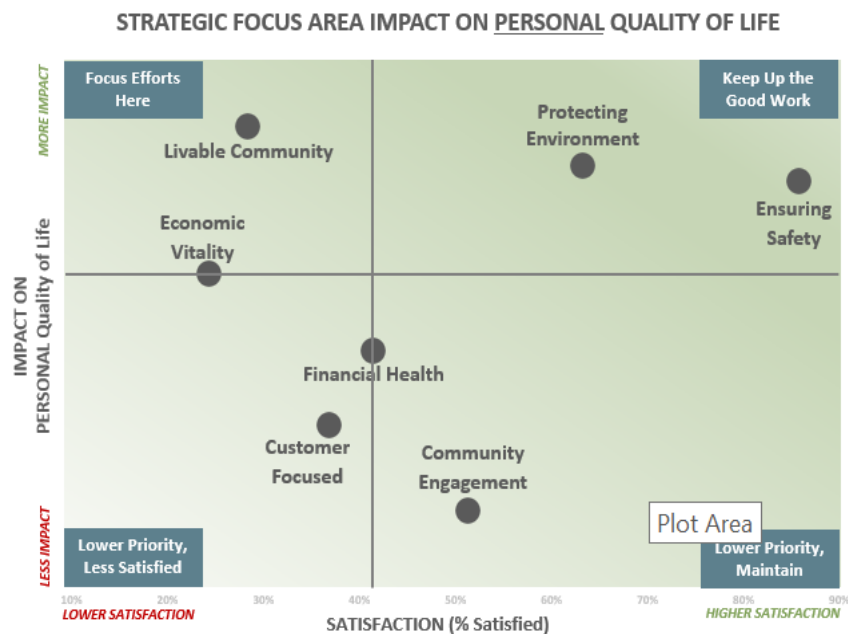 STRATEGIC FOCUS AREA IMPACT ON PERSONAL QUALITY OF LIFE
MORE IMPACT
Focus Efforts
Here
Keep Up the
Good Work
Livable Community
Protecting
Environment
Ensuring
Safety
Economic
Vitality
IMPACT ON
PERSONAL Quality of Life
Financial Health
Customer
Focused
Community
Engagement
Plot Area
LESS IMPACT
Lower Priority,
Less Satisfied
Lower Priority,
Maintain
10% 20% 30% 40% 50% 60% 70% 80% 90%
LOWER SATISFACTION
HIGHER SATISFACTION
SATISFACTION (% Satisfied)